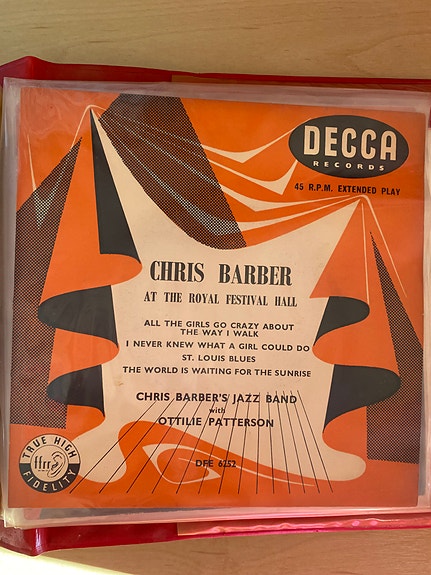 DECCA
RECORDS
45 R.P.M. EXTENDED PLAY
CHRIS BARBER
AT THE ROYAL FESTIVAL HALL
ALL THE GIRLS GO CRAZY ABOUT
THE WAY I WALK
I NEVER KNEW WHAT A GIRL COULD DO
ST. LOUIS BLUES
THE WORLD IS WAITING FOR THE SUNRISE
CHRIS BARBER'S JAZZ BAND
with
OTTILIE PATTERSON
DFE 6252
TRUE HIGH
ffrr
FIDELITY